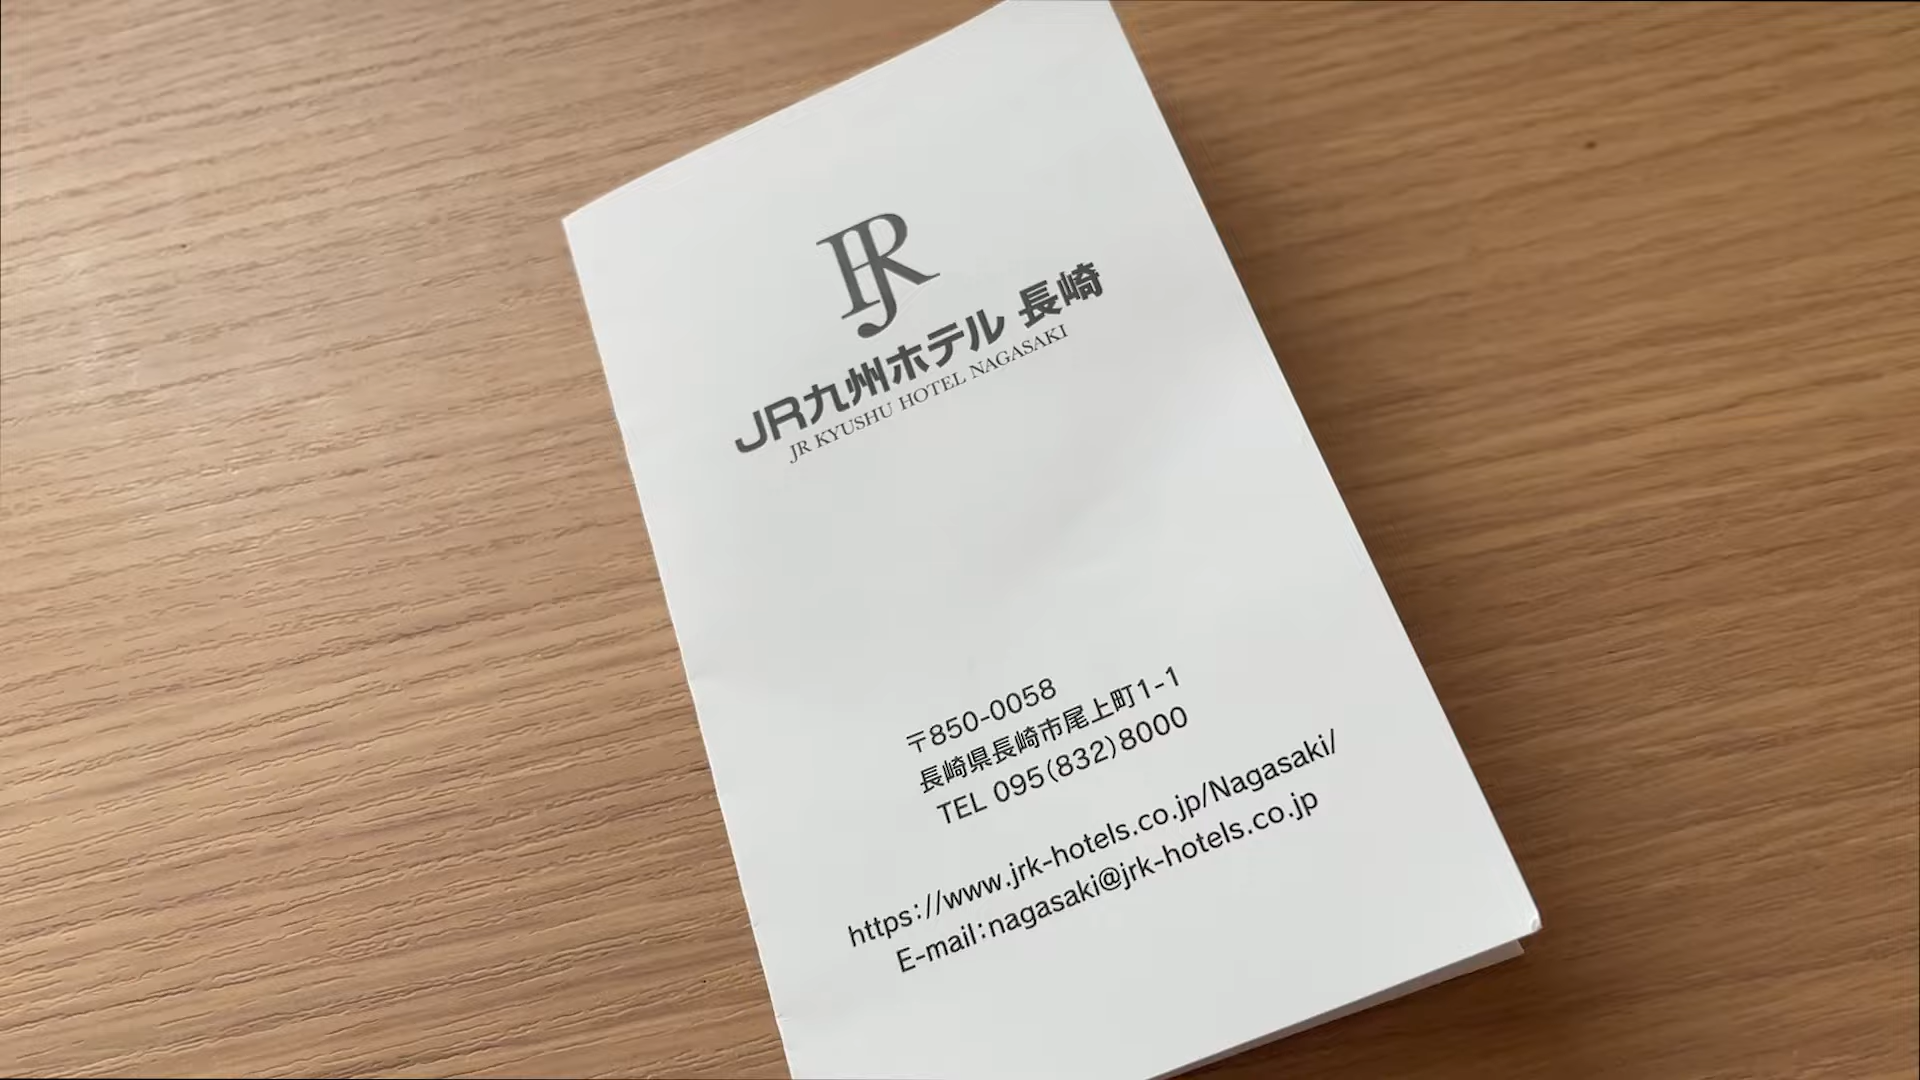 JR
JR九州ホテル 長崎
JR KYUSHU HOTEL NAGASAKI
〒850-0058
長崎県長崎市尾上町1-1
TEL 095(832)8000
https://www.jrk-hotels.co.jp/Nagasaki/
E-mail:nagasaki@jrk-hotels.co.jp